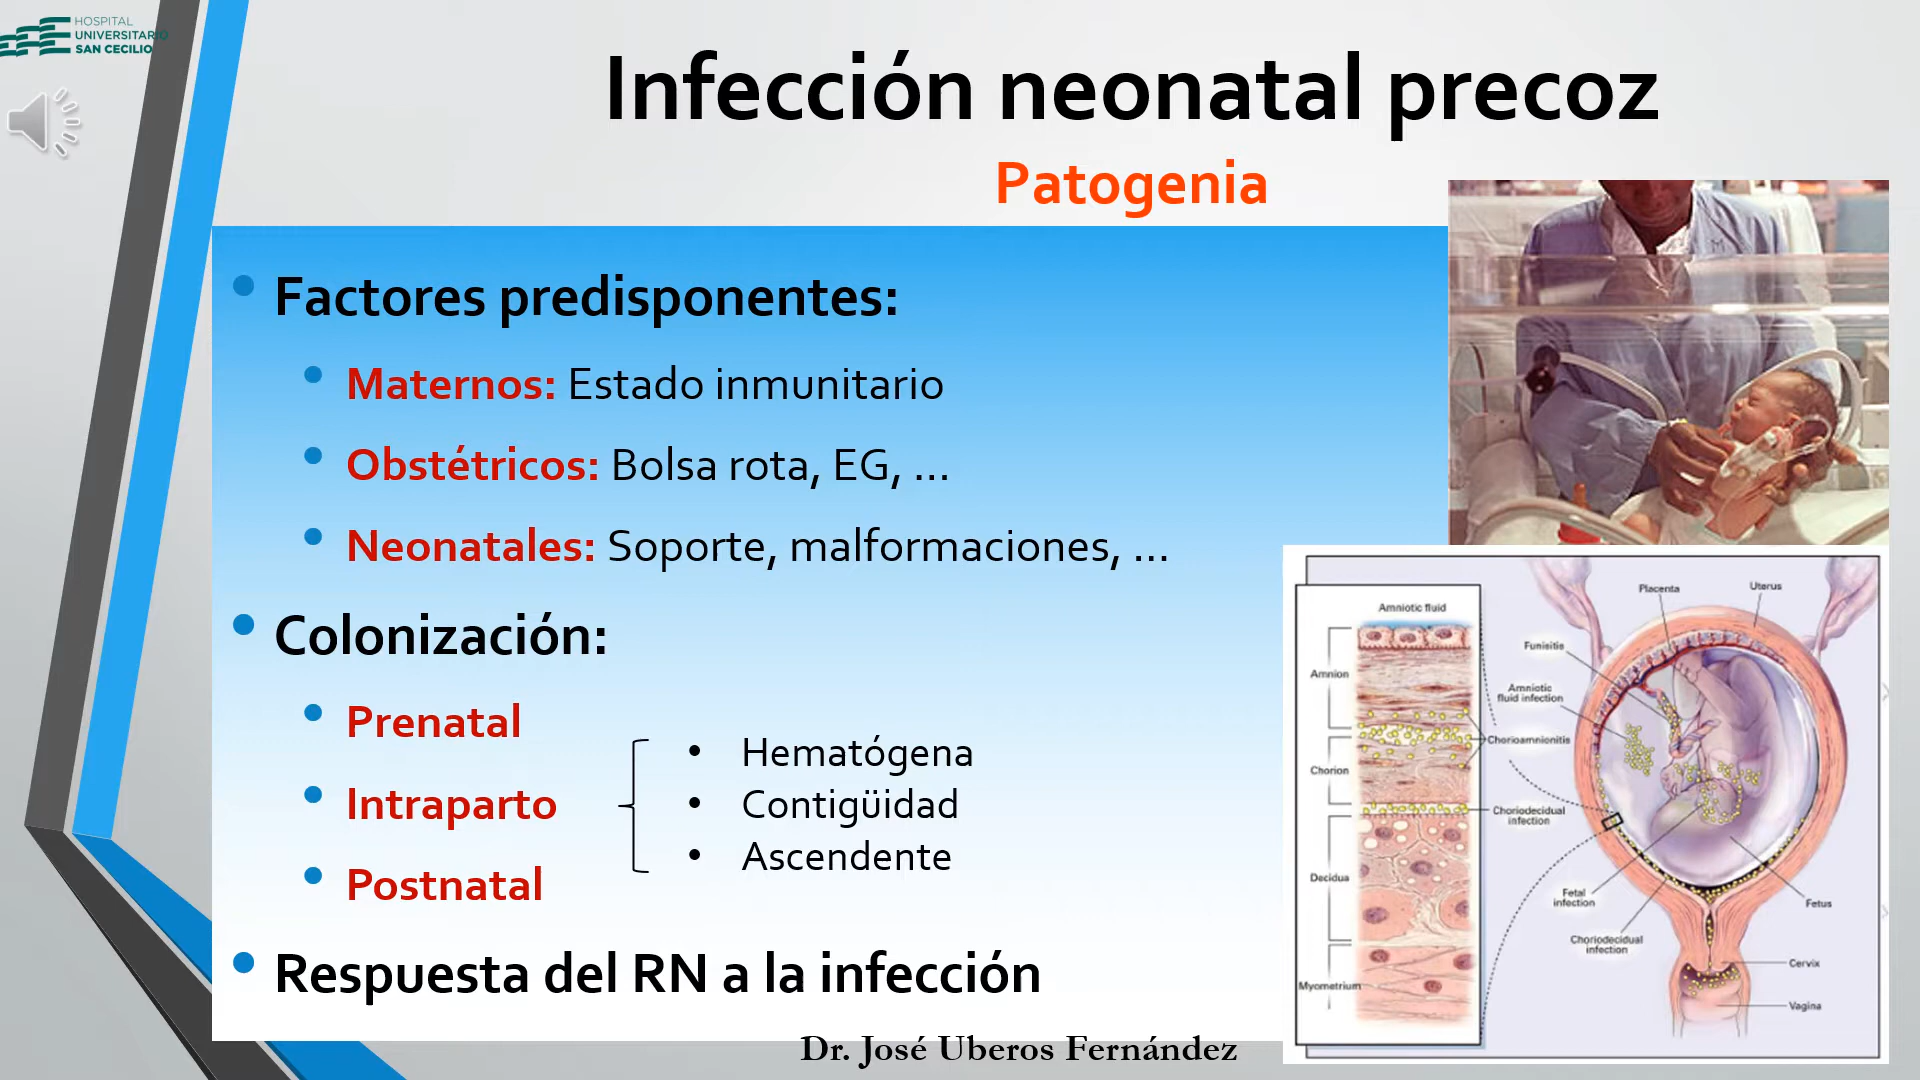 HOSPITAL
UNIVERSITARIO
SAN CECILIO
Infección neonatal precoz
Patogenia
• Factores predisponentes:
• Maternos: Estado inmunitario
• Obstétricos: Bolsa rota, EG, ...
• Neonatales: Soporte, malformaciones, ...
• Colonización:
• Prenatal
• Intraparto
• Postnatal
• Hematógena
• Contigüidad
• Ascendente
• Respuesta del RN a la infección
Dr. José Uberos Fernández
Amniotic fluid
Amnion
Chorion
Decidua
Myometrium
Placenta
Uterus
Funisitis
Amniotic
fluid infection
Chorioamnionitis
Choriodecidual
infection
Fetal
infection
Fetus
Choriodecidual
infection
Cervix
Vagina